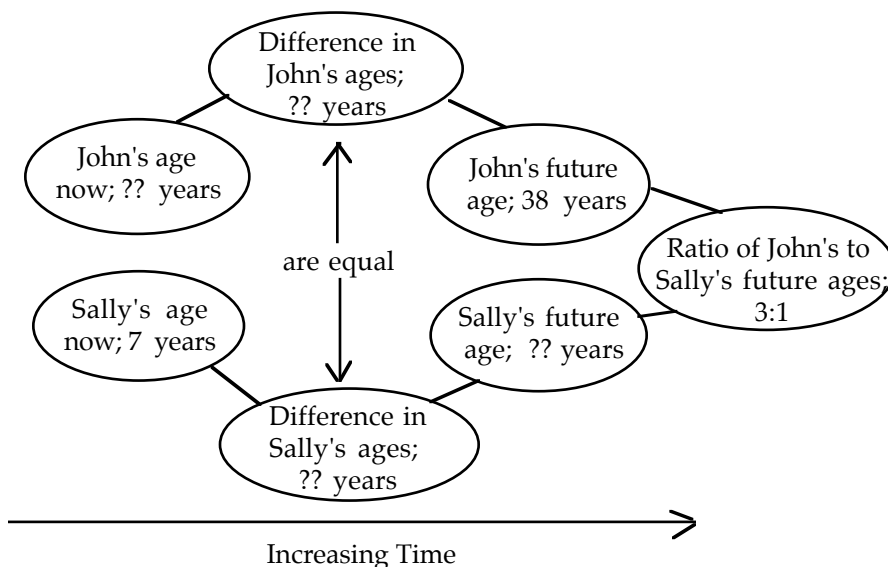 Difference in
John's ages;
?? years
John's age
now; ?? years
John's future
age; 38 years
are equal
Ratio of John's to
Sally's future ages;
3:1
Sally's age
now; 7 years
Sally's future
age; ?? years
Difference in
Sally's ages;
?? years
Increasing Time